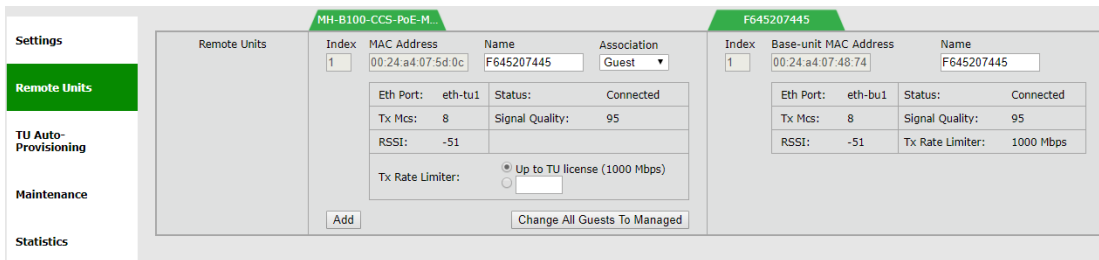 MH-B100-CCS-PoE-M...
F645207445
Settings
Remote Units
TU Auto-
Provisioning
Maintenance
Statistics
Remote Units
Index MAC Address Name Association
1 00:24:a4:07:5d:0c F645207445 Guest
Eth Port: eth-tu1 Status: Connected
Tx Mcs: 8 Signal Quality: 95
RSSI: -51
Tx Rate Limiter: Up to TU license (1000 Mbps)
Add Change All Guests To Managed
Index Base-unit MAC Address Name
1 00:24:a4:07:48:74 F645207445
Eth Port: eth-bu1 Status: Connected
Tx Mcs: 8 Signal Quality: 95
RSSI: -51 Tx Rate Limiter: 1000 Mbps